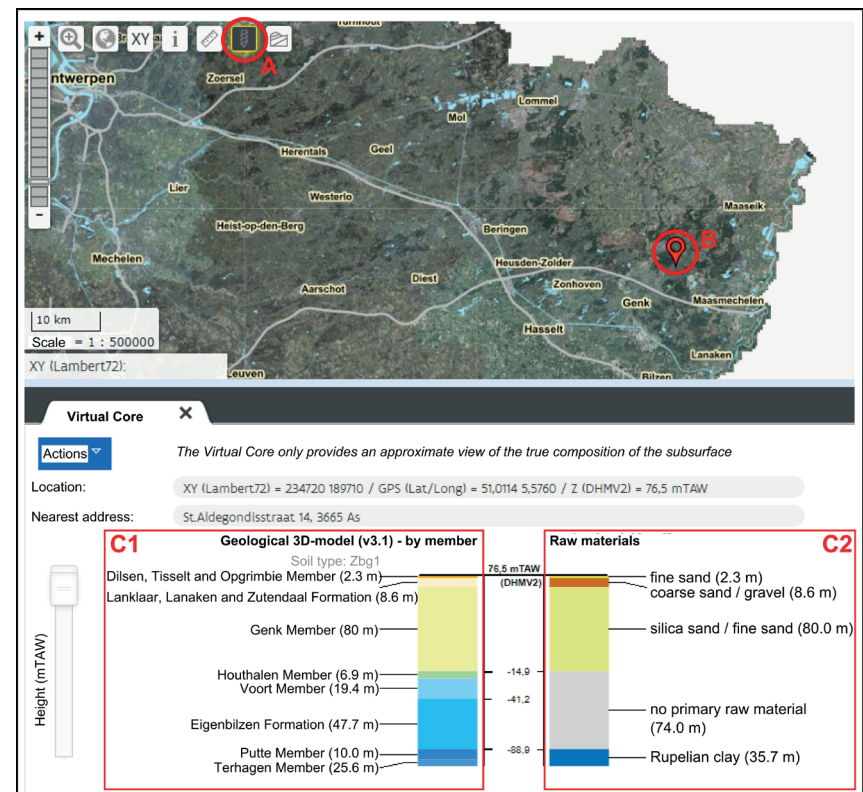 Turnhout
+
XY
i
A
ntwerpen
Zoersel
Lommel
Mol
Herentals
Geel
Lier
Westerlo
Maaseik
-
Heist-op-den-Berg
Beringen
B
Mechelen
Heusden-Zolder
Diest
Aarschot
Zonhoven
Genk
Maasmechelen
10 km
Hasselt
Scale = 1 : 500000
Lanaken
XY (Lambert72):
Leuven
Bilzen
Virtual Core ✕
Actions
The Virtual Core only provides an approximate view of the true composition of the subsurface
Location:
XY (Lambert72) = 234720 189710 / GPS (Lat/Long) = 51,0114 5,5760 / Z (DHMV2) = 76,5 mTAW
Nearest address:
St.Aldegondisstraat 14, 3665 As
C1
Geological 3D-model (v3.1) - by member
Soil type: Zbg1
Dilsen, Tisselt and Opgrimbie Member (2.3 m)
Lanklaar, Lanaken and Zutendaal Formation (8.6 m)
Genk Member (80 m)
Houthalen Member (6.9 m)
Voort Member (19.4 m)
Eigenbilzen Formation (47.7 m)
Putte Member (10.0 m)
Terhagen Member (25.6 m)
Height (mTAW)
76,5 mTAW
(DHMV2)
-14,9
-41,2
-88,9
Raw materials
C2
fine sand (2.3 m)
coarse sand / gravel (8.6 m)
silica sand / fine sand (80.0 m)
no primary raw material
(74.0 m)
Rupelian clay (35.7 m)